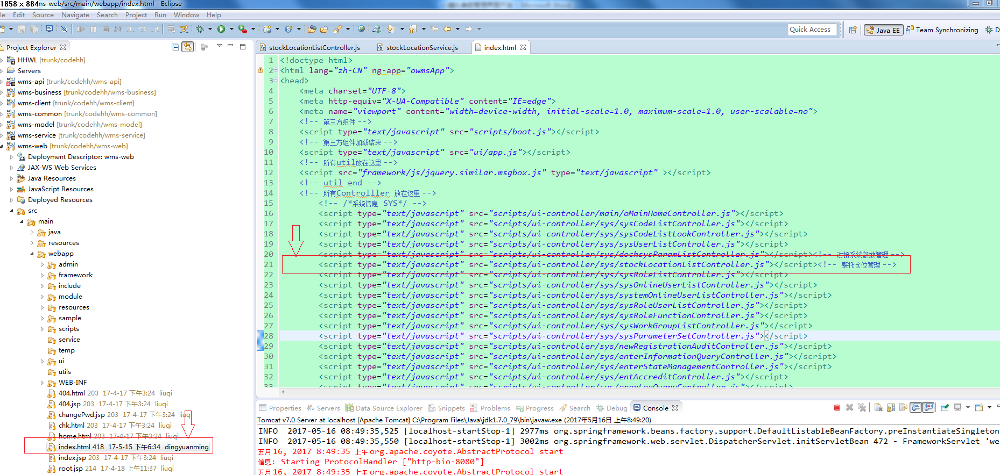 1858 × 884
ms-web/src/main/webapp/index.html - Eclipse
le Edit Source Navigate Search Project Run Window Help
Quick Access
Java EE
Team Synchronizing
D
Project Explorer
HHWL [trunk/codehh]
Servers
wms-api [trunk/codehh/wms-api]
wms-business [trunk/codehh/wms-business]
wms-client [trunk/codehh/wms-client]
wms-common [trunk/codehh/wms-common]
wms-model [trunk/codehh/wms-model]
wms-service [trunk/codehh/wms-service]
wms-web [trunk/codehh/wms-web]
Deployment Descriptor: wms-web
JAX-WS Web Services
Java Resources
JavaScript Resources
Deployed Resources
src
main
java
resources
webapp
admin
framework
include
module
resources
sample
scripts
service
temp
ui
utils
WEB-INF
404.html 203 17-4-17 下午3:24 liuqi
404.jsp 203 17-4-17 下午3:24 liuqi
changePwd.jsp 203 17-4-17 下午3:24 liuqi
chk.html 203 17-4-17 下午3:24 liuqi
home.html 203 17-4-17 下午3:24 liuqi
index.html 418 17-5-15 下午6:34 dingyuanming
index.jsp 203 17-4-17 下午3:24 liuqi
root.jsp 214 17-4-18 上午11:37 liuqi
stockLocationListController.js
stockLocationService.js
index.html
1 <!doctype html>
2 <html lang="zh-CN" ng-app="owmsApp">
3 <head>
4 <meta charset="UTF-8">
5 <meta http-equiv="X-UA-Compatible" content="IE=edge">
6 <meta name="viewport" content="width=device-width, initial-scale=1.0, maximum-scale=1.0, user-scalable=no">
7 <!-- 第三方组件 -->
8 <script type="text/javascript" src="scripts/boot.js"></script>
9 <!-- 第三方组件加载结束 -->
10 <script type="text/javascript" src="ui/app.js"></script>
11 <!-- 所有util放在这里 -->
12 <script src="framework/js/jquery.similar.msgbox.js" type="text/javascript" ></script>
13 <!-- util end -->
14 <!-- 所有Controlller 放在这里 -->
15 <!-- /*系统信息 SYS*/ -->
16 <script type="text/javascript" src="scripts/ui-controller/main/oMainHomeController.js"></script>
17 <script type="text/javascript" src="scripts/ui-controller/sys/sysCodeListController.js"></script>
18 <script type="text/javascript" src="scripts/ui-controller/sys/sysCodeListLookController.js"></script>
19 <script type="text/javascript" src="scripts/ui-controller/sys/sysUserListController.js"></script>
20 <script type="text/javascript" src="scripts/ui-controller/sys/docksysParamListController.js"></script><!-- 对接系统参数管理 -->
21 <script type="text/javascript" src="scripts/ui-controller/sys/stockLocationListController.js"></script><!-- 整托仓位管理 -->
22 <script type="text/javascript" src="scripts/ui-controller/sys/sysRoleListController.js"></script>
23 <script type="text/javascript" src="scripts/ui-controller/sys/sysOnlineUserListController.js"></script>
24 <script type="text/javascript" src="scripts/ui-controller/sys/systemOnlineUserListController.js"></script>
25 <script type="text/javascript" src="scripts/ui-controller/sys/sysRoleUserListController.js"></script>
26 <script type="text/javascript" src="scripts/ui-controller/sys/sysRoleFunctionController.js"></script>
27 <script type="text/javascript" src="scripts/ui-controller/sys/sysWorkGroupListController.js"></script>
28 <script type="text/javascript" src="scripts/ui-controller/sys/sysParameterSetController.js"></script>
29 <script type="text/javascript" src="scripts/ui-controller/sys/newRegistrationAuditController.js"></script>
30 <script type="text/javascript" src="scripts/ui-controller/sys/enterInformationQueryController.js"></script>
31 <script type="text/javascript" src="scripts/ui-controller/sys/enterStateManagementController.js"></script>
32 <script type="text/javascript" src="scripts/ui-controller/sys/entAccreditController.js"></script>
33 <script type="text/javascript" src="scripts/ui-controller/sys/operLogQueryController.js"></script>
Properties Servers Data Source Explorer Snippets Problems Progress Search Debug Console
Tomcat v7.0 Server at localhost [Apache Tomcat] C:\Program Files\Java\jdk1.7.0_79\bin\javaw.exe (2017年5月16日 上午8:49:20)
INFO 2017-05-16 08:49:35,525 [localhost-startStop-1] 2977ms org.springframework.beans.factory.support.DefaultListableBeanFactory.preInstantiateSingleton
INFO 2017-05-16 08:49:35,550 [localhost-startStop-1] 3002ms org.springframework.web.servlet.DispatcherServlet.initServletBean 472 - FrameworkServlet 'we
五月 16, 2017 8:49:35 上午 org.apache.coyote.AbstractProtocol start
信息: Starting ProtocolHandler ["http-bio-8080"]
五月 16, 2017 8:49:35 上午 org.apache.coyote.AbstractProtocol start